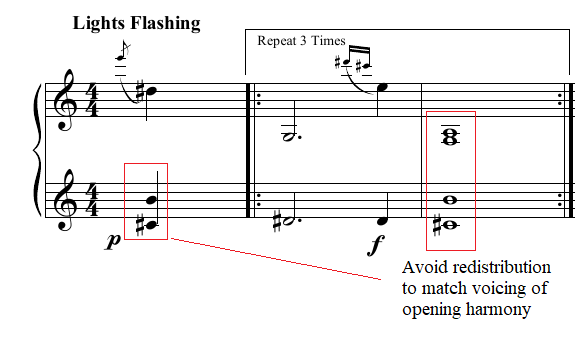 Lights Flashing
Repeat 3 Times
4
4
4
4
p
f
Avoid redistribution
to match voicing of
opening harmony